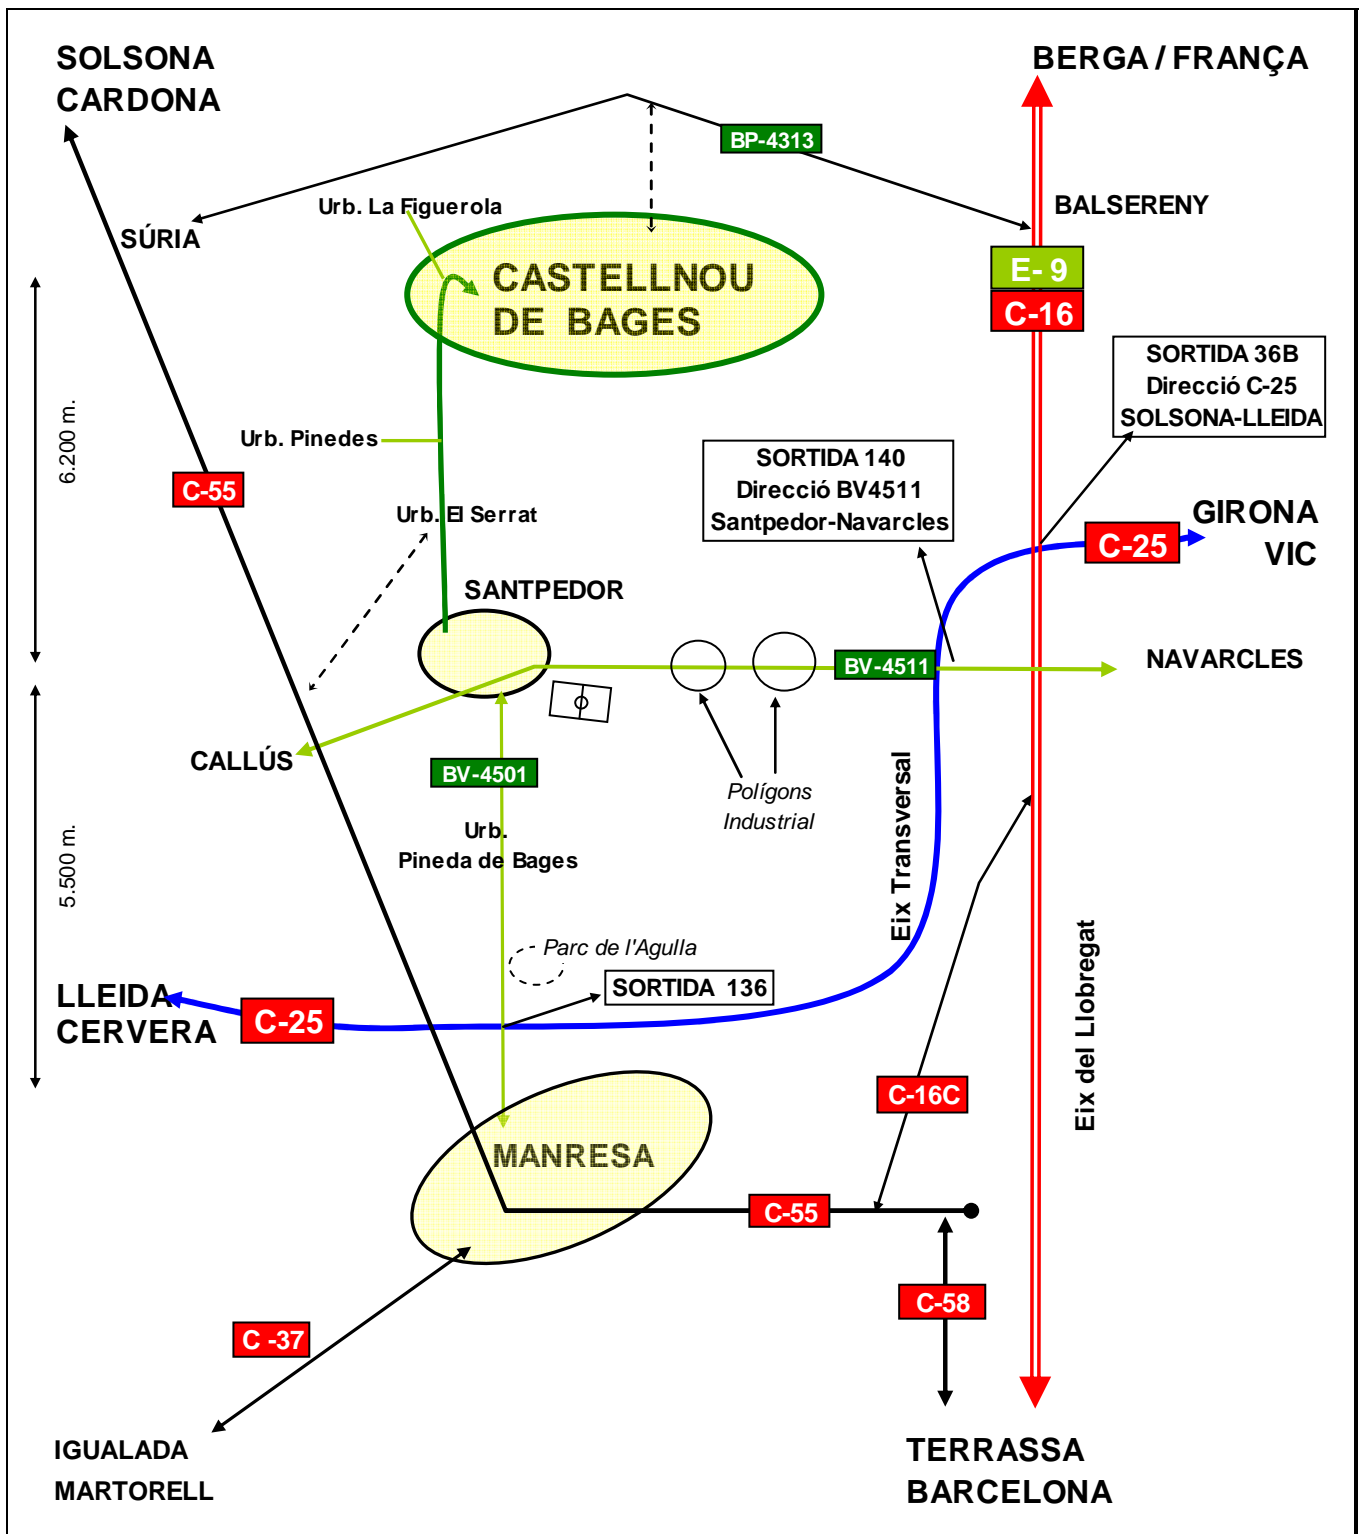 SOLSONA
CARDONA
BERGA / FRANÇA
BP-4313
Urb. La Figuerola
BALSERENY
SÚRIA
E- 9
C-16
CASTELLNOU
DE BAGES
SORTIDA 36B
Direcció C-25
SOLSONA-LLEIDA
6.200 m.
Urb. Pinedes
C-55
SORTIDA 140
Direcció BV4511
Santpedor-Navarcles
Urb. El Serrat
GIRONA
VIC
C-25
SANTPEDOR
BV-4511
NAVARCLES
CALLÚS
BV-4501
Polígons
Industrial
Urb.
Pineda de Bages
5.500 m.
Eix Transversal
Parc de l'Agulla
SORTIDA 136
LLEIDA
CERVERA
C-25
Eix del Llobregat
C-16C
MANRESA
C-55
C-58
C -37
IGUALADA
MARTORELL
TERRASSA
BARCELONA